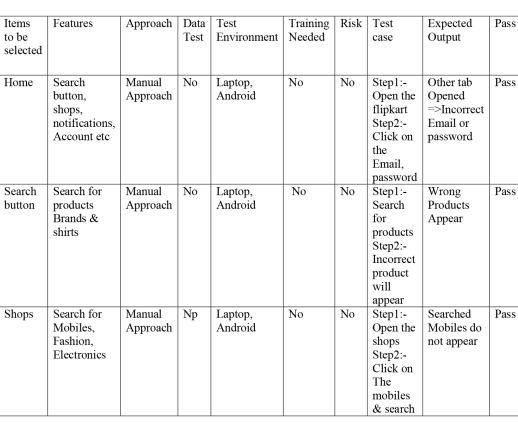 Items to be selected | Features | Approach | Data Test | Test Environment | Training Needed | Risk | Test case | Expected Output | Pass
Home | Search button, shops, notifications, Account etc | Manual Approach | No | Laptop, Android | No | No | Step1:- Open the flipkart Step2:- Click on the Email, password | Other tab Opened =>Incorrect Email or password | Pass
Search button | Search for products Brands & shirts | Manual Approach | No | Laptop, Android | No | No | Step1:- Search for products Step2:- Incorrect product will appear | Wrong Products Appear | Pass
Shops | Search for Mobiles, Fashion, Electronics | Manual Approach | Np | Laptop, Android | No | No | Step1:- Open the shops Step2:- Click on The mobiles & search | Searched Mobiles do not appear | Pass